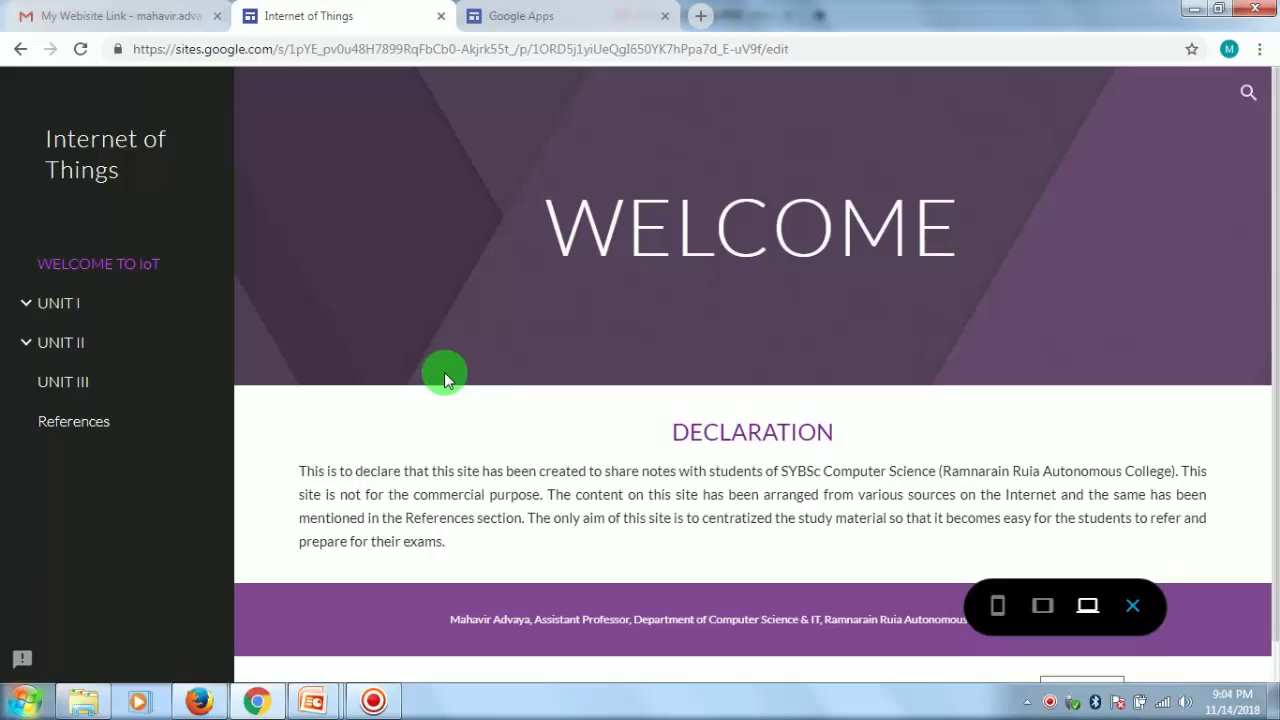 My Webisite Link - mahavir.adva
Internet of Things
Google Apps
https://sites.google.com/s/1pYE_pv0u48H7899RqFbCb0-Akjrk55t_/p/1ORD5j1yiUeQgI650YK7hPpa7d_E-uV9f/edit
M
Internet of
Things
WELCOME TO IoT
UNIT I
UNIT II
UNIT III
References
WELCOME
DECLARATION
This is to declare that this site has been created to share notes with students of SYBSc Computer Science (Ramnarain Ruia Autonomous College). This
site is not for the commercial purpose. The content on this site has been arranged from various sources on the Internet and the same has been
mentioned in the References section. The only aim of this site is to centratized the study material so that it becomes easy for the students to refer and
prepare for their exams.
Mahavir Advaya, Assistant Professor, Department of Computer Science & IT, Ramnarain Ruia Autonomous
9:04 PM
11/14/2018